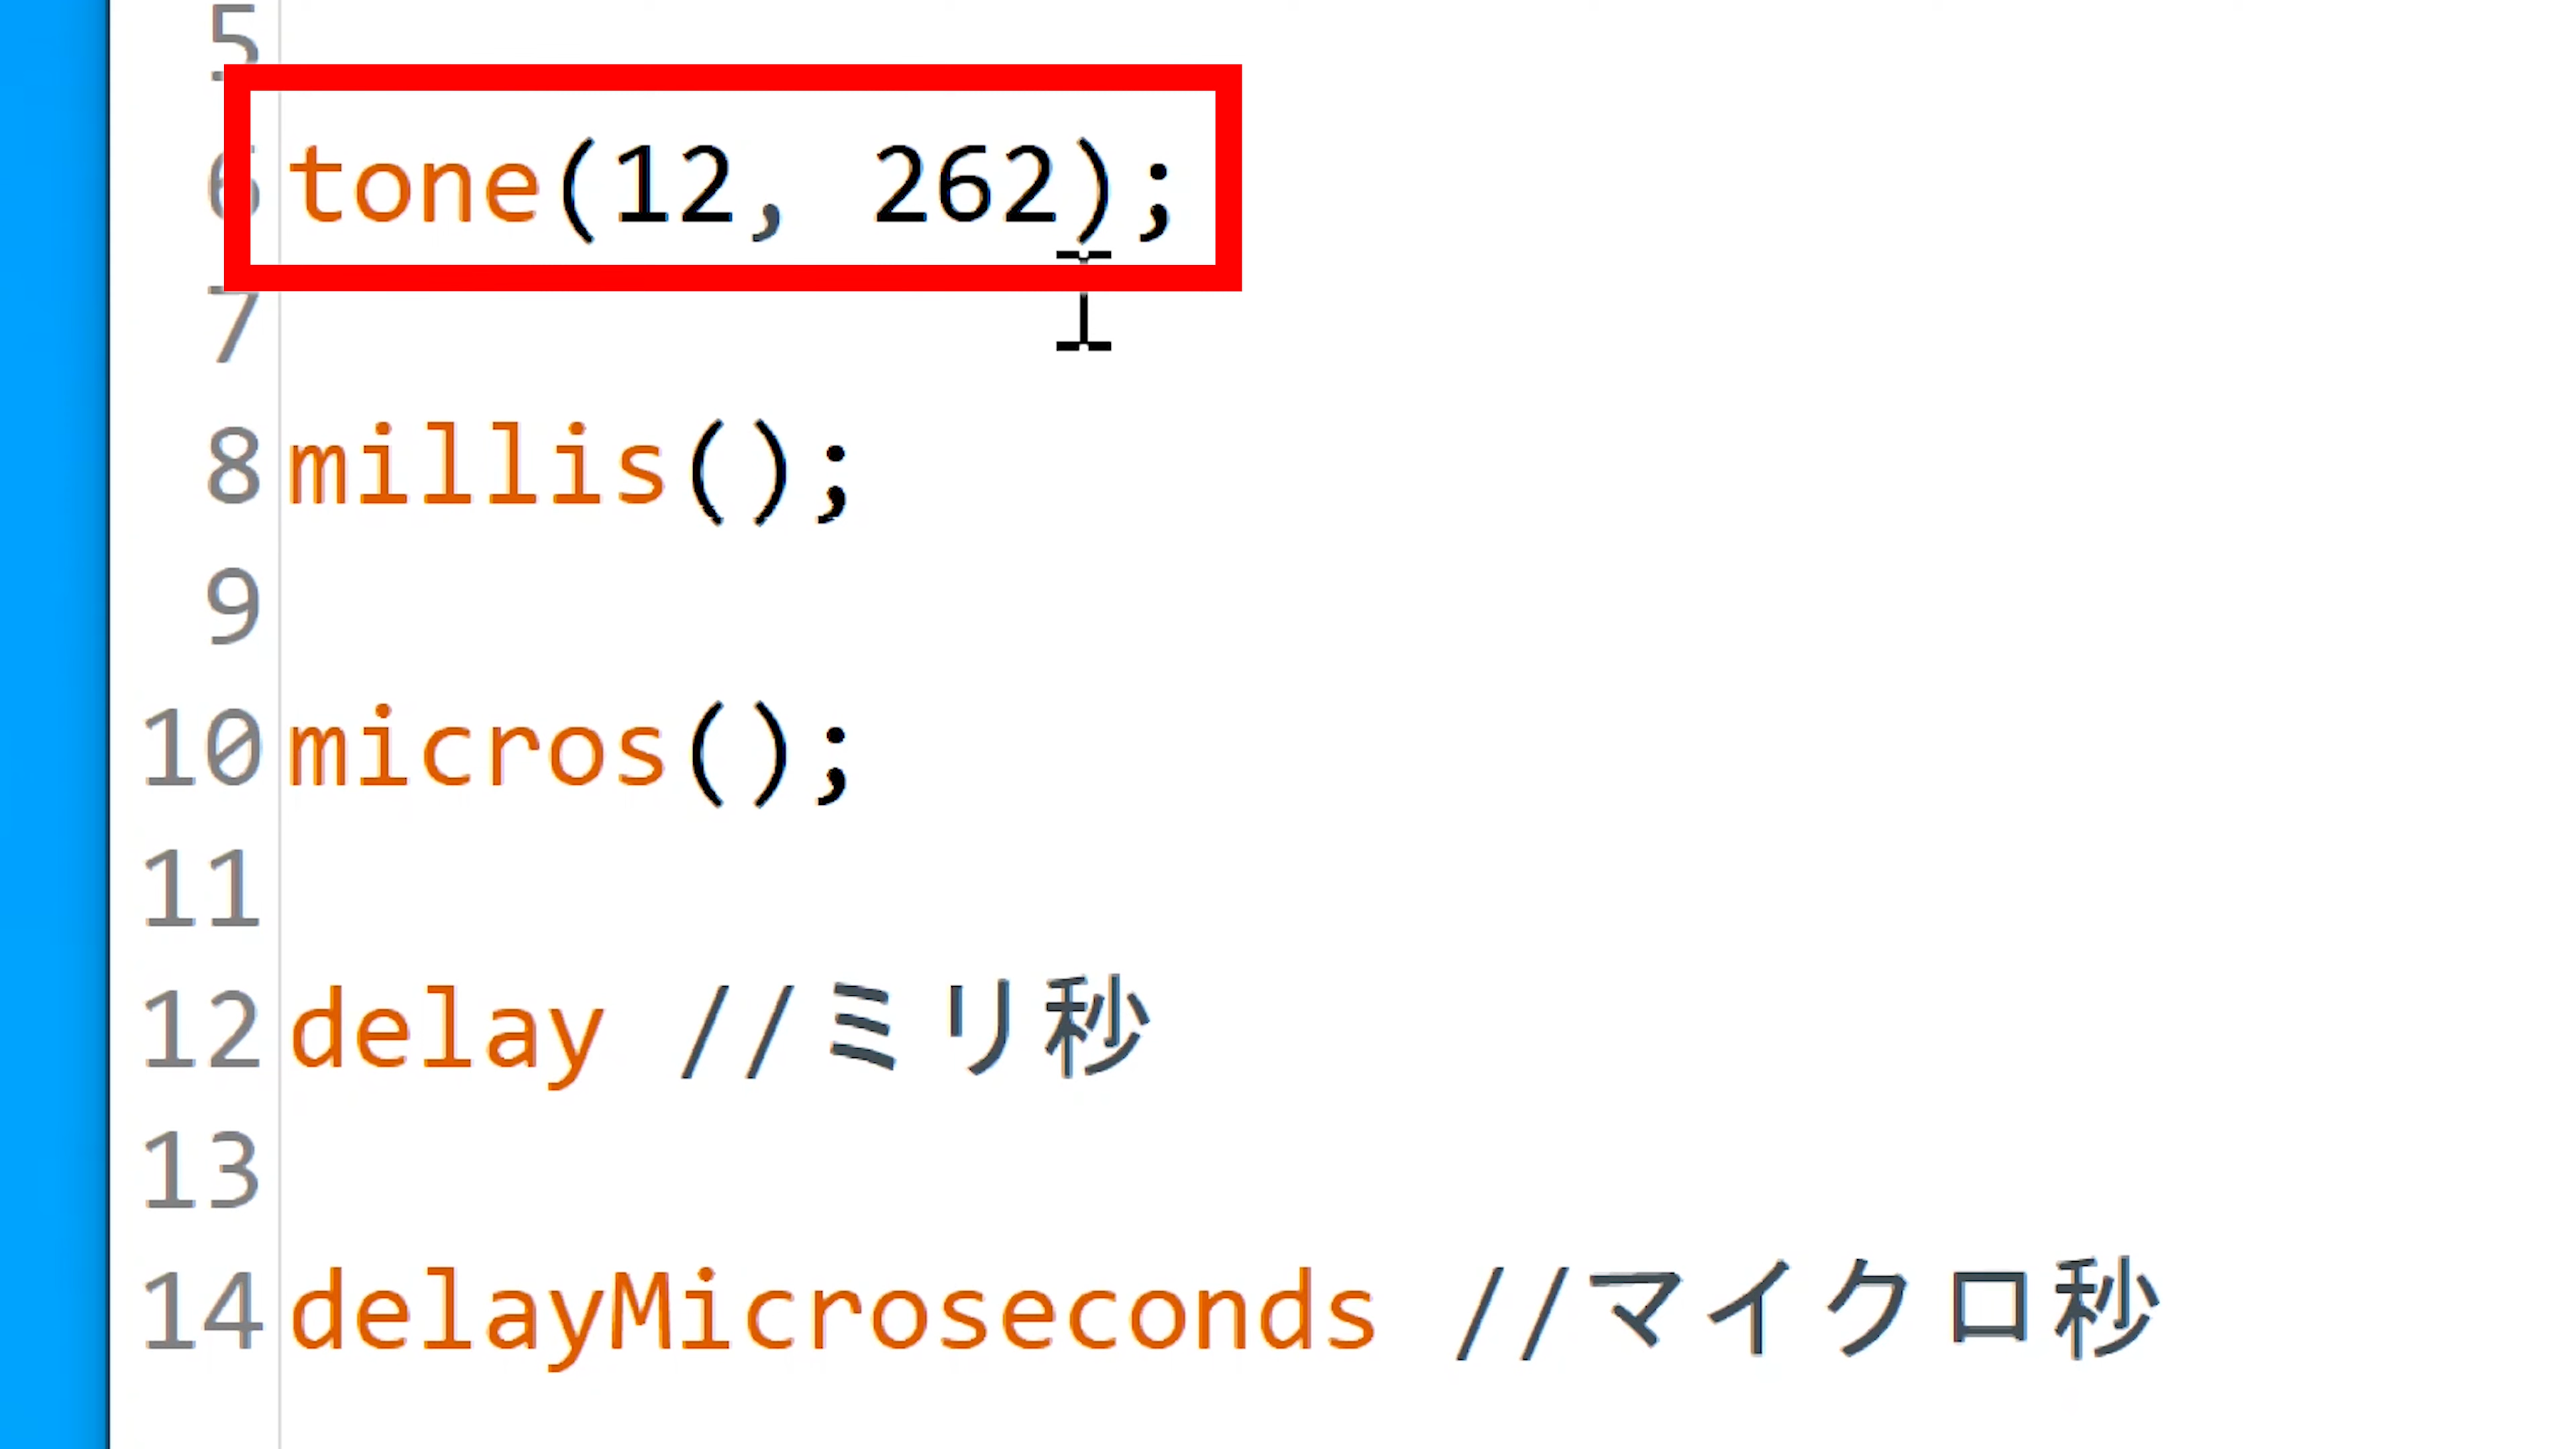 5
6 tone(12, 262);
7
8 millis();
9
10 micros();
11
12 delay //ミリ秒
13
14 delayMicroseconds //マイクロ秒